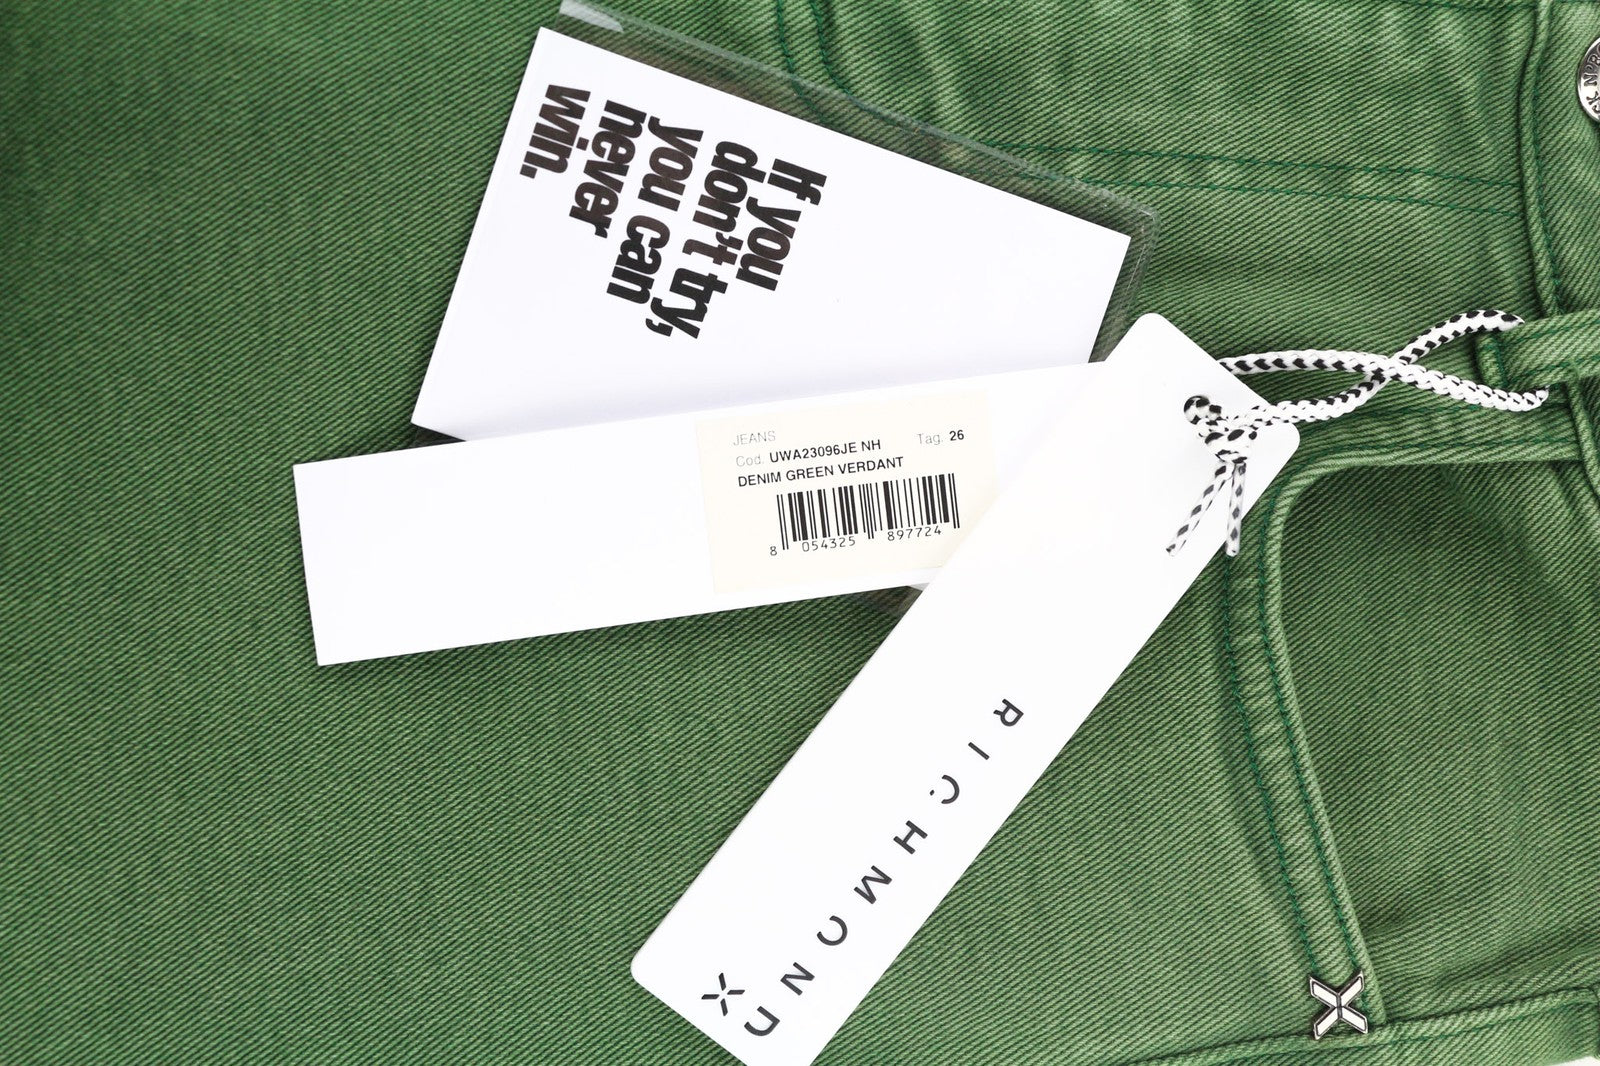 If you
don't try,
you can
never
win.
JEANS
Cod. UWA23096JE NH Tag. 26
DENIM GREEN VERDANT
8 054325 897724
RICHMOND
X